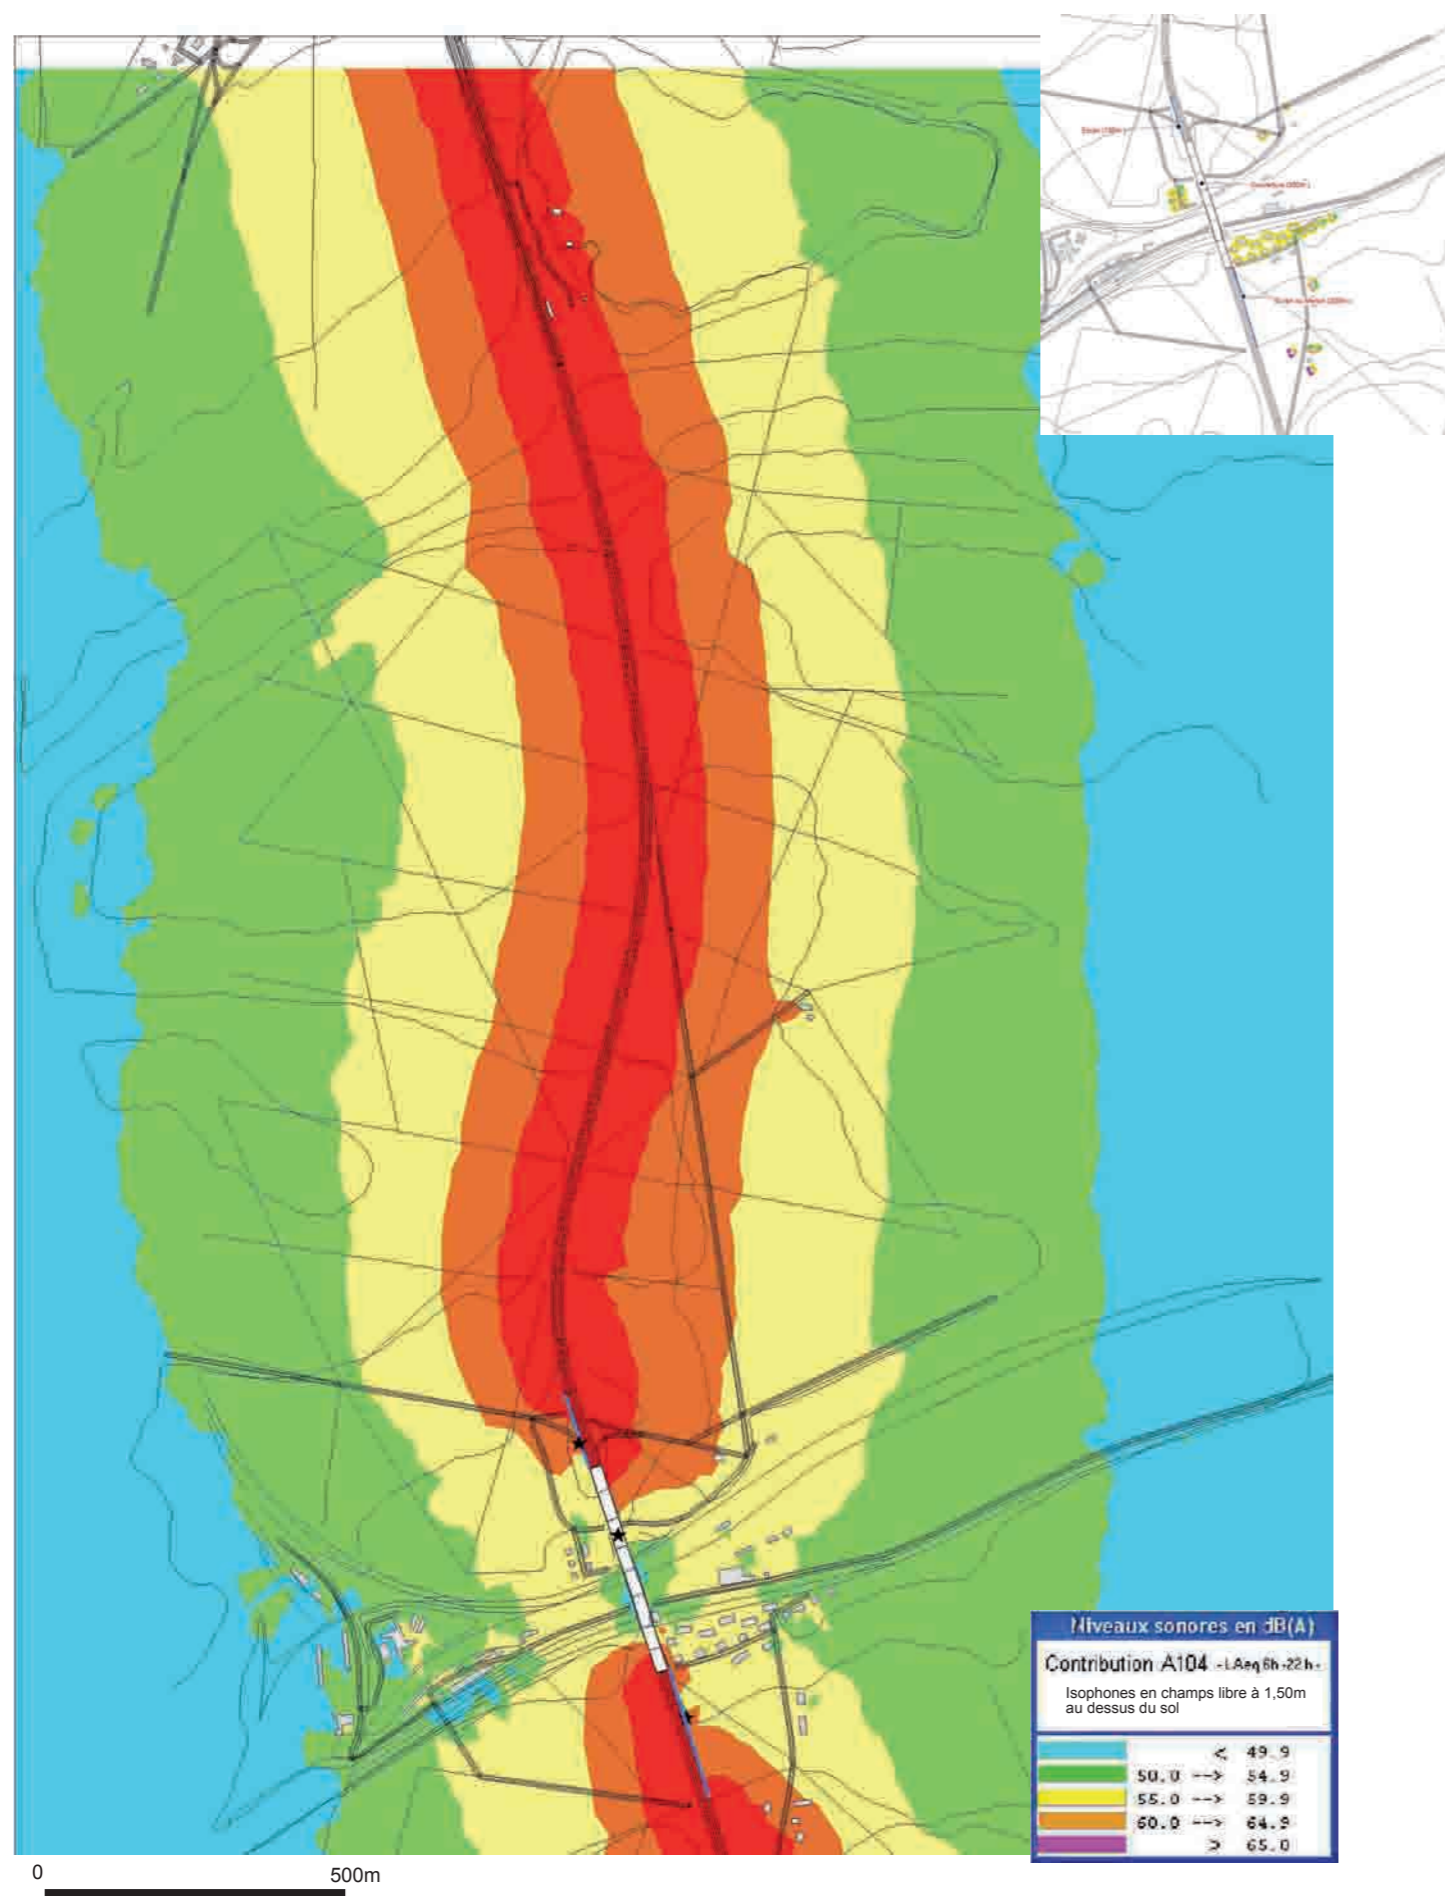 Niveaux sonores en dB(A)
Contribution A104 - LAeq 6h-22h -
Isophones en champs libre à 1,50m
au dessus du sol
< 49.9
50.0 --> 54.9
55.0 --> 59.9
60.0 --> 64.9
> 65.0
0 500m